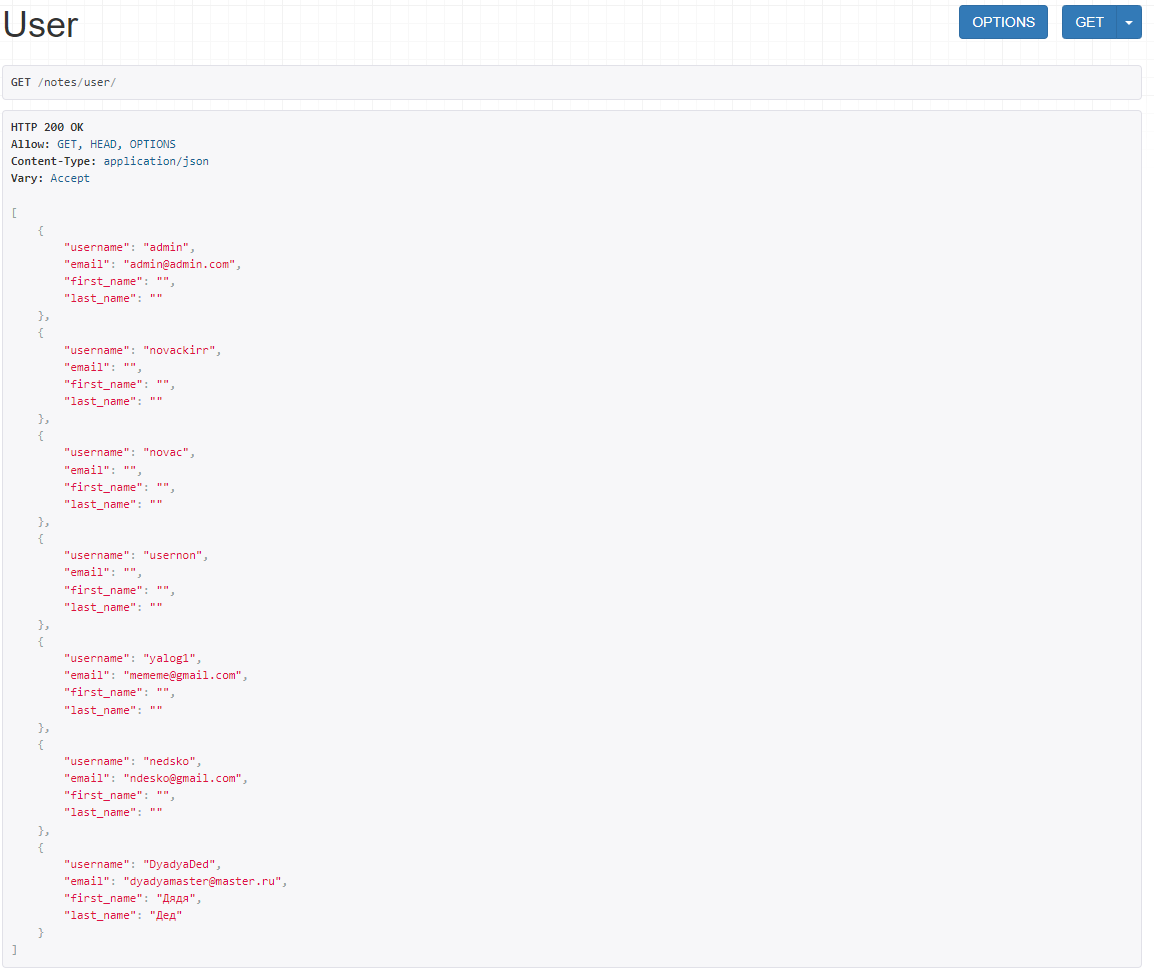 User
OPTIONS
GET
GET /notes/user/
HTTP 200 OK
Allow: GET, HEAD, OPTIONS
Content-Type: application/json
Vary: Accept
[
    {
        "username": "admin",
        "email": "admin@admin.com",
        "first_name": "",
        "last_name": ""
    },
    {
        "username": "novackirr",
        "email": "",
        "first_name": "",
        "last_name": ""
    },
    {
        "username": "novac",
        "email": "",
        "first_name": "",
        "last_name": ""
    },
    {
        "username": "usernon",
        "email": "",
        "first_name": "",
        "last_name": ""
    },
    {
        "username": "yalog1",
        "email": "mememe@gmail.com",
        "first_name": "",
        "last_name": ""
    },
    {
        "username": "nedsko",
        "email": "ndesko@gmail.com",
        "first_name": "",
        "last_name": ""
    },
    {
        "username": "DyadyaDed",
        "email": "dyadyamaster@master.ru",
        "first_name": "Дядя",
        "last_name": "Дед"
    }
]